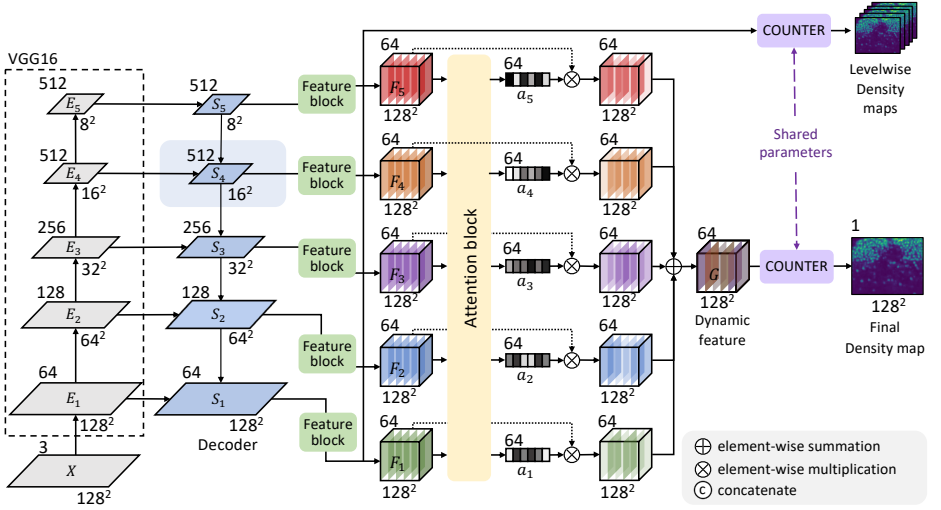 VGG16
512
E5
8²
512
E4
16²
256
E3
32²
128
E2
64²
64
E1
128²
3
X
128²
512
S5
8²
512
S4
16²
256
S3
32²
128
S2
64²
64
S1
128²
Decoder
Feature
block
Feature
block
Feature
block
Feature
block
Feature
block
64
F5
128²
64
F4
128²
64
F3
128²
64
F2
128²
64
F1
128²
Attention block
64
a5
64
a4
64
a3
64
a2
64
a1
64
128²
64
128²
64
128²
64
128²
64
128²
64
G
128²
Dynamic
feature
COUNTER
Levelwise
Density
maps
Shared
parameters
COUNTER
1
128²
Final
Density map
element-wise summation
element-wise multiplication
c concatenate